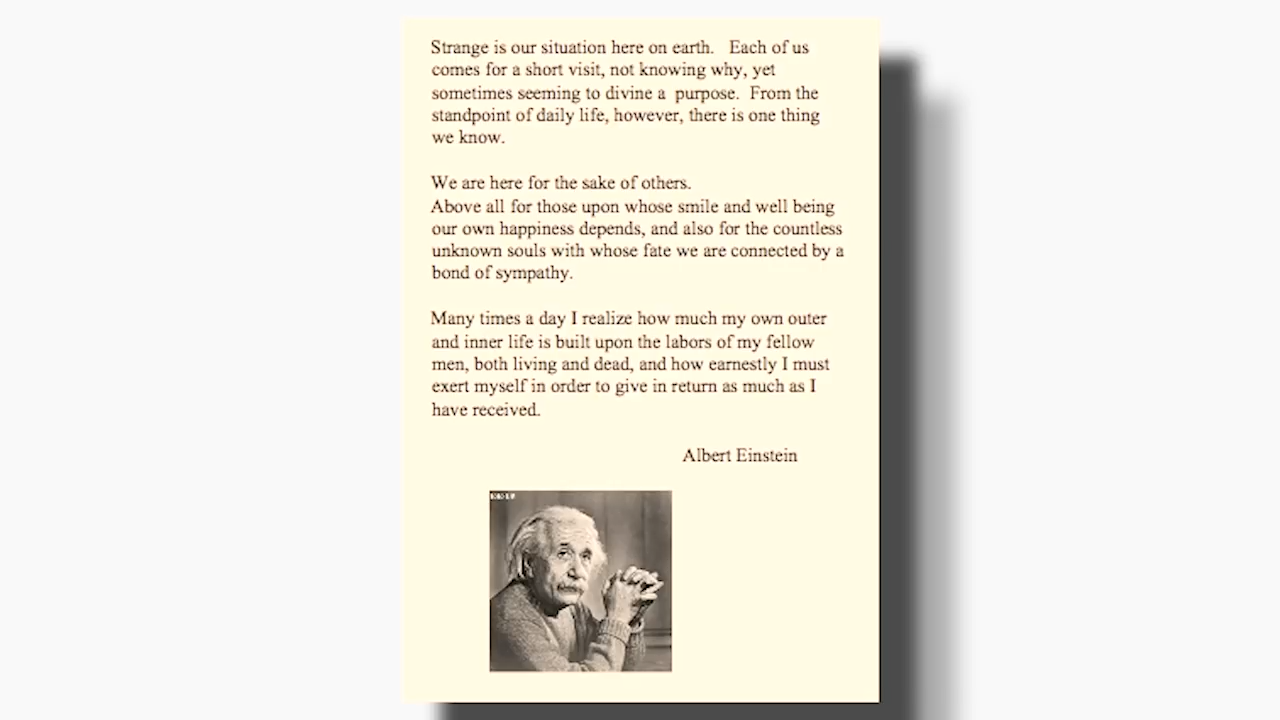 Strange is our situation here on earth. Each of us
comes for a short visit, not knowing why, yet
sometimes seeming to divine a purpose. From the
standpoint of daily life, however, there is one thing
we know.
We are here for the sake of others.
Above all for those upon whose smile and well being
our own happiness depends, and also for the countless
unknown souls with whose fate we are connected by a
bond of sympathy.
Many times a day I realize how much my own outer
and inner life is built upon the labors of my fellow
men, both living and dead, and how earnestly I must
exert myself in order to give in return as much as I
have received.
Albert Einstein